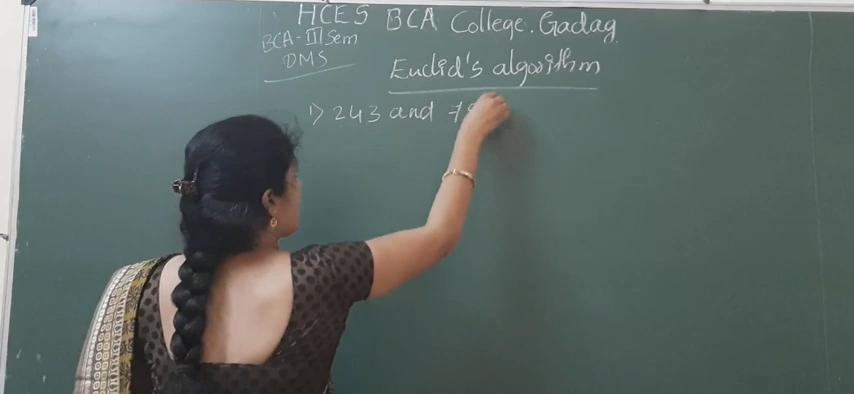 HCES BCA College. Gadag
BCA-III Sem
DMS
Euclid's algorithm
1) 243 and